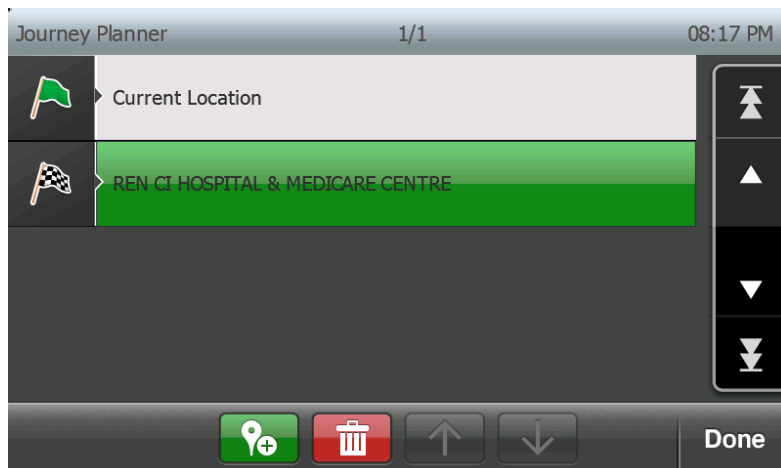 Journey Planner 1/1 08:17 PM
Current Location
REN CI HOSPITAL & MEDICARE CENTRE
Done